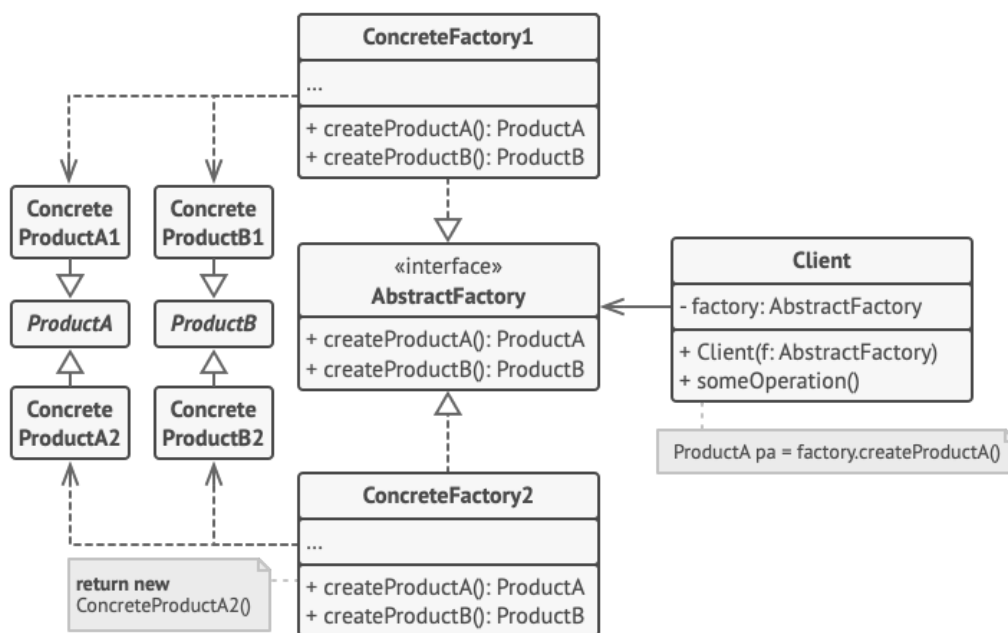 ConcreteFactory1
...
+ createProductA(): ProductA
+ createProductB(): ProductB
Concrete
ProductA1
Concrete
ProductB1
ProductA
ProductB
Concrete
ProductA2
Concrete
ProductB2
«interface»
AbstractFactory
+ createProductA(): ProductA
+ createProductB(): ProductB
Client
- factory: AbstractFactory
+ Client(f: AbstractFactory)
+ someOperation()
ProductA pa = factory.createProductA()
ConcreteFactory2
...
+ createProductA(): ProductA
+ createProductB(): ProductB
return new
ConcreteProductA2()